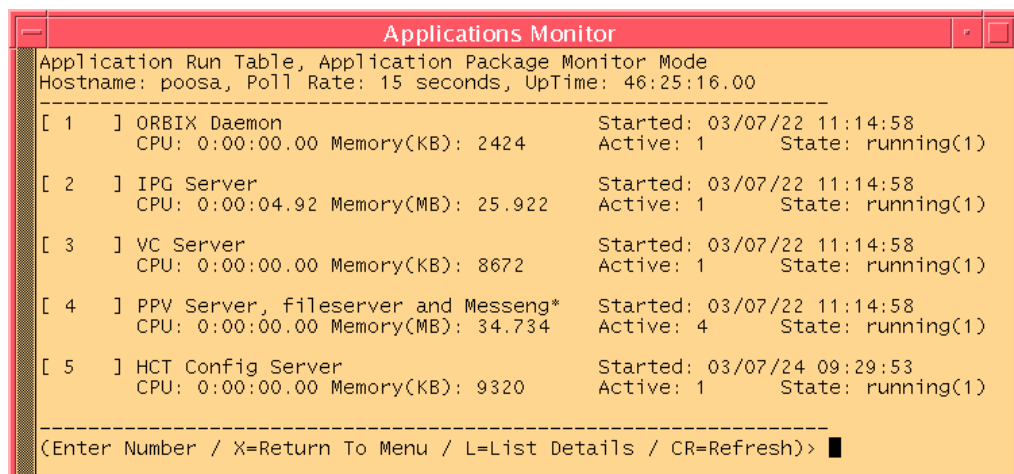 Applications Monitor
Application Run Table, Application Package Monitor Mode
Hostname: poosa, Poll Rate: 15 seconds, UpTime: 46:25:16.00
--------------------------------------------------------------------------------
[ 1   ] ORBIX Daemon Started: 03/07/22 11:14:58
CPU: 0:00:00.00 Memory(KB): 2424 Active: 1 State: running(1)
[ 2   ] IPG Server Started: 03/07/22 11:14:58
CPU: 0:00:04.92 Memory(MB): 25.922 Active: 1 State: running(1)
[ 3   ] VC Server Started: 03/07/22 11:14:58
CPU: 0:00:00.00 Memory(KB): 8672 Active: 1 State: running(1)
[ 4   ] PPV Server, fileserver and Messeng* Started: 03/07/22 11:14:58
CPU: 0:00:00.00 Memory(MB): 34.734 Active: 4 State: running(1)
[ 5   ] HCT Config Server Started: 03/07/24 09:29:53
CPU: 0:00:00.00 Memory(KB): 9320 Active: 1 State: running(1)
--------------------------------------------------------------------------------
(Enter Number / X=Return To Menu / L=List Details / CR=Refresh)>